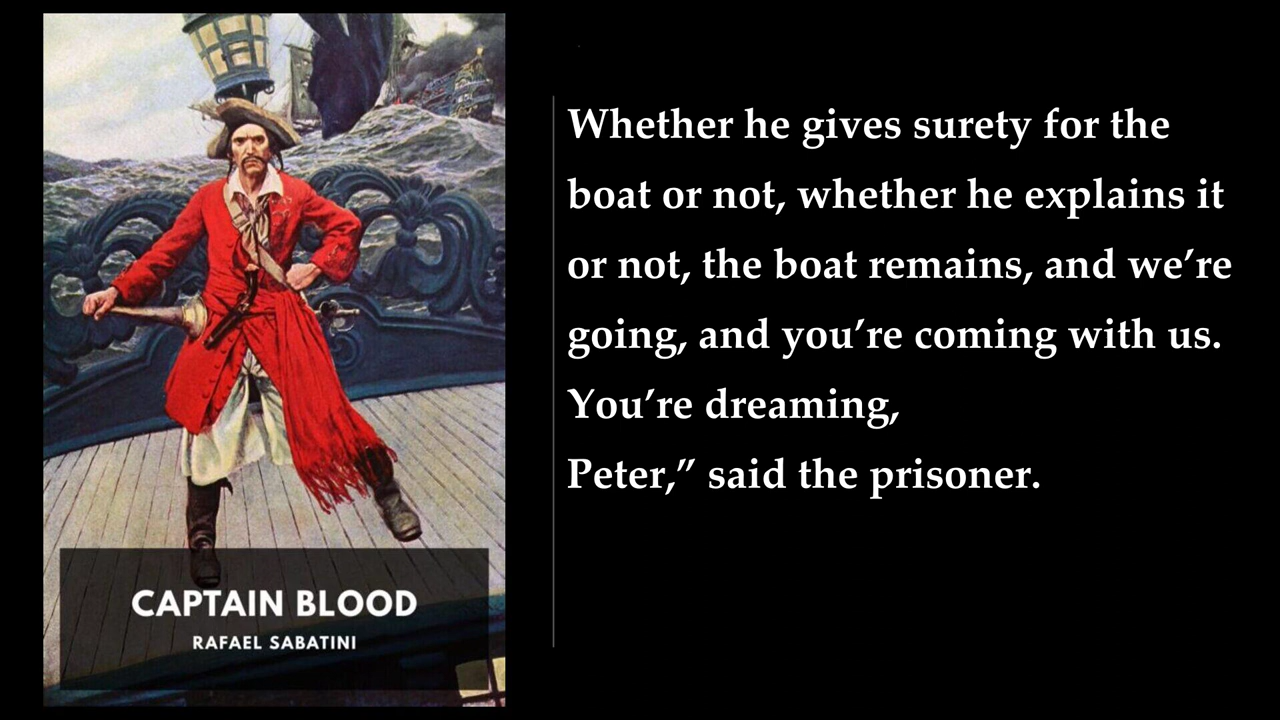 Whether he gives surety for the
boat or not, whether he explains it
or not, the boat remains, and we’re
going, and you’re coming with us.
You’re dreaming,
Peter,” said the prisoner.
CAPTAIN BLOOD
RAFAEL SABATINI